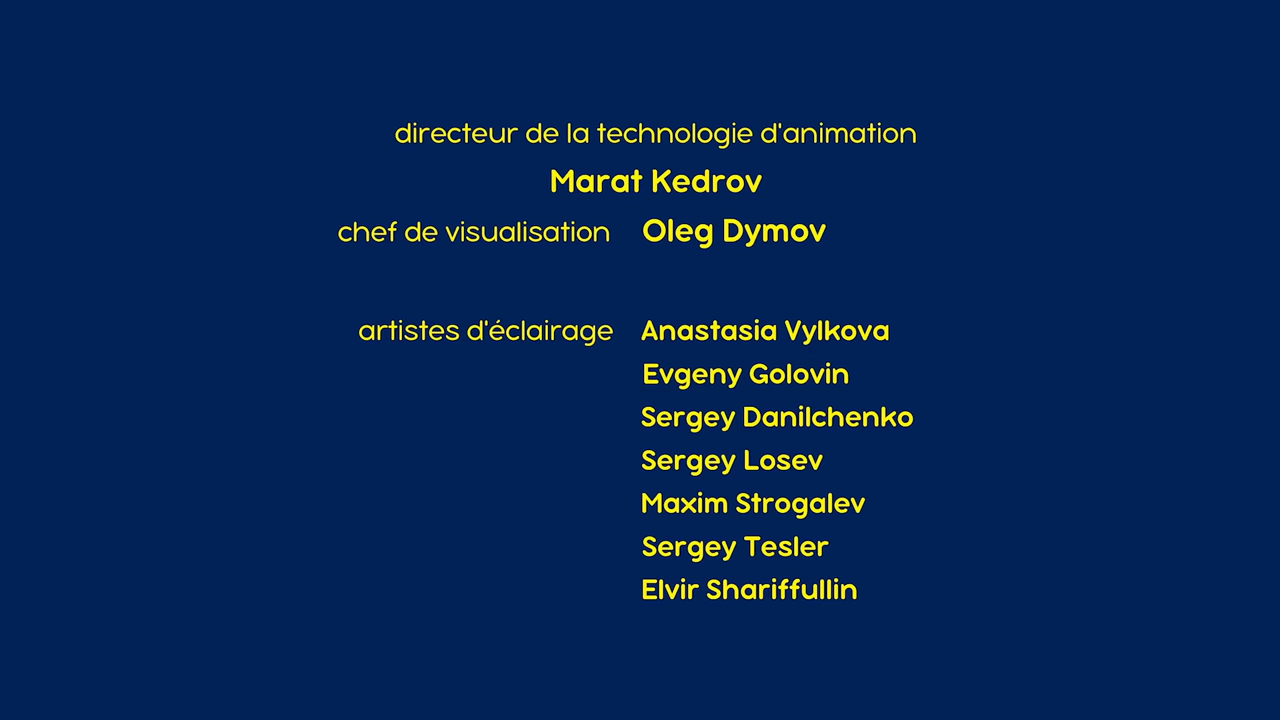 directeur de la technologie d'animation
Marat Kedrov
chef de visualisation Oleg Dymov
artistes d'éclairage Anastasia Vylkova
Evgeny Golovin
Sergey Danilchenko
Sergey Losev
Maxim Strogalev
Sergey Tesler
Elvir Shariffullin